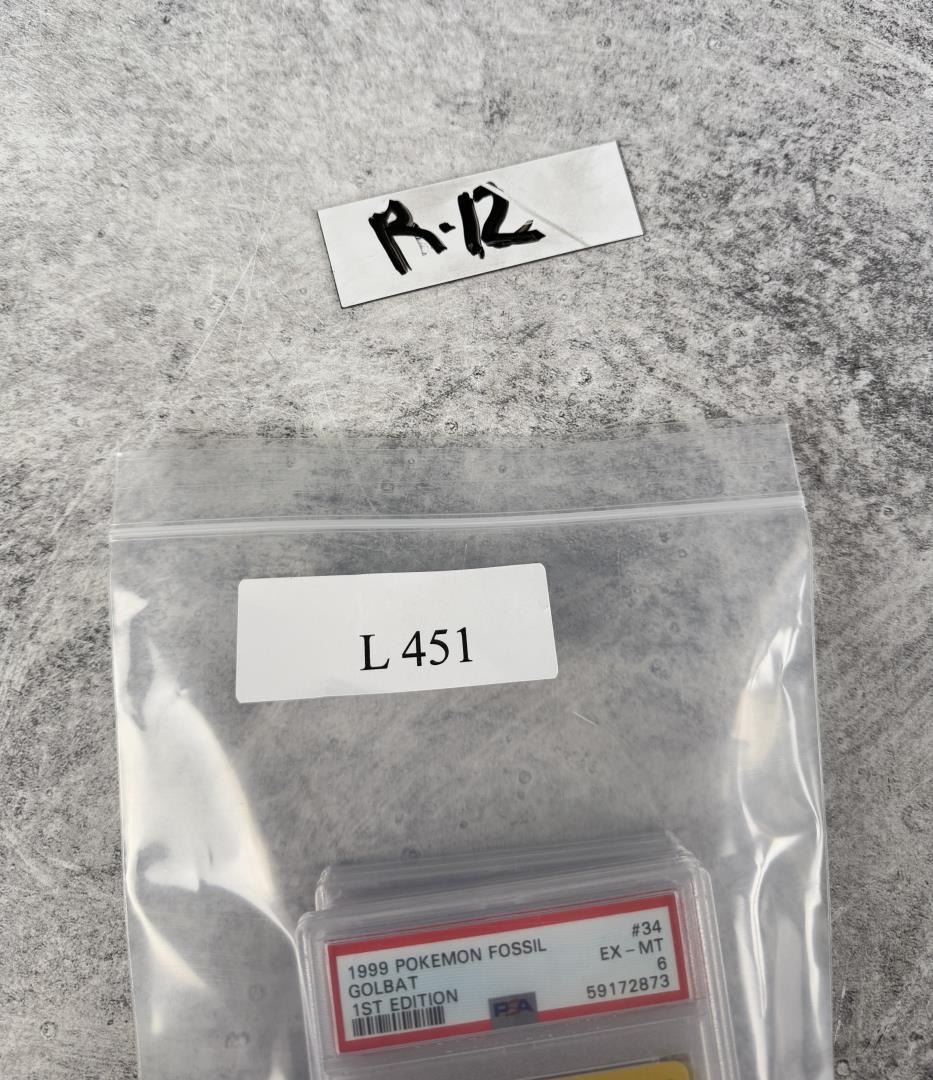 R-12
L 451
1999 POKEMON FOSSIL #34
GOLBAT EX - MT
1ST EDITION 6
PSA 59172873